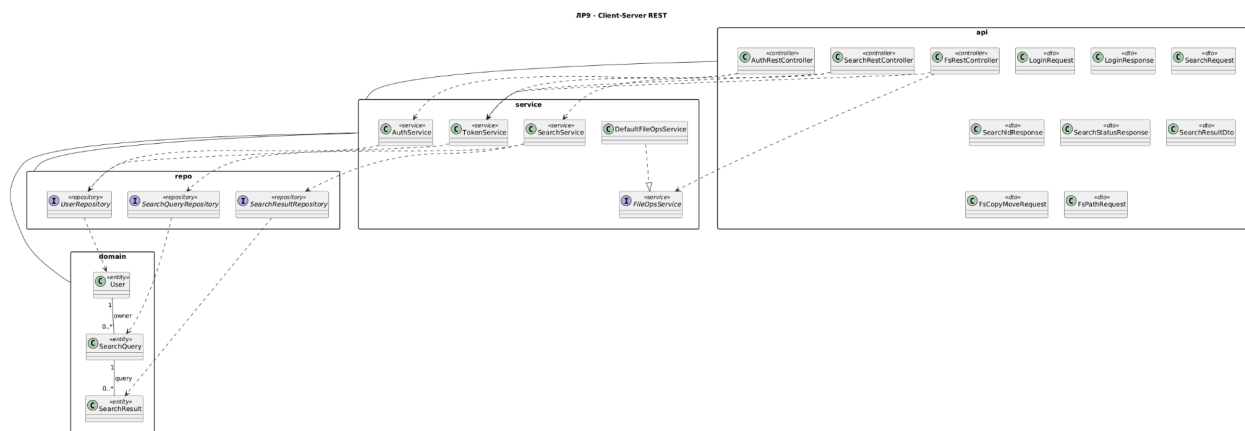 ЛР9 - Client-Server REST
api
C «controller» AuthRestController
C «controller» SearchRestController
C «controller» FsRestController
C «dto» LoginRequest
C «dto» LoginResponse
C «dto» SearchRequest
C «dto» SearchIdResponse
C «dto» SearchStatusResponse
C «dto» SearchResultDto
C «dto» FsCopyMoveRequest
C «dto» FsPathRequest
service
C «service» AuthService
C «service» TokenService
C «service» SearchService
C DefaultFileOpsService
I «service» FileOpsService
repo
I «repository» UserRepository
I «repository» SearchQueryRepository
I «repository» SearchResultRepository
domain
C «entity» User
1
owner
0..*
C «entity» SearchQuery
1
query
0..*
C «entity» SearchResult